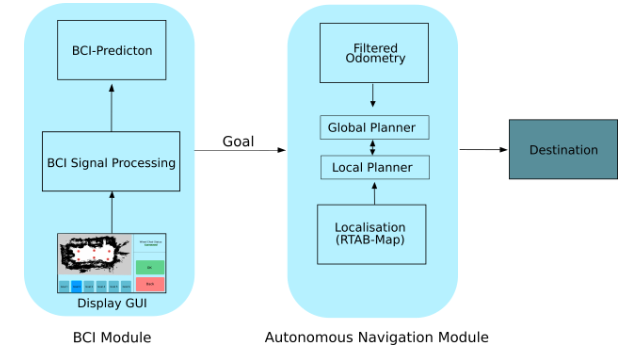 BCI-Predicton
BCI Signal Processing
Display GUI
BCI Module
Goal
Filtered
Odometry
Global Planner
Local Planner
Localisation
(RTAB-Map)
Autonomous Navigation Module
Destination